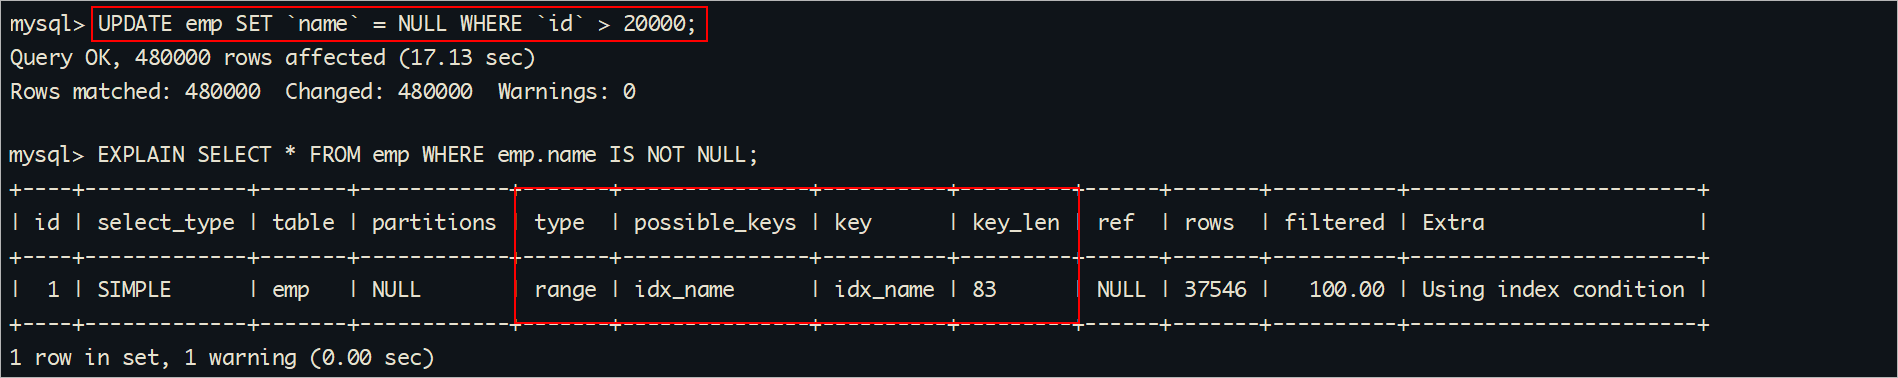 mysql> UPDATE emp SET `name` = NULL WHERE `id` > 20000;
Query OK, 480000 rows affected (17.13 sec)
Rows matched: 480000  Changed: 480000  Warnings: 0

mysql> EXPLAIN SELECT * FROM emp WHERE emp.name IS NOT NULL;
+----+-------------+-------+------------+-------+---------------+----------+---------+------+-------+----------+-----------------------+
| id | select_type | table | partitions | type  | possible_keys | key      | key_len | ref  | rows  | filtered | Extra                 |
+----+-------------+-------+------------+-------+---------------+----------+---------+------+-------+----------+-----------------------+
|  1 | SIMPLE      | emp   | NULL       | range | idx_name      | idx_name | 83      | NULL | 37546 |   100.00 | Using index condition |
+----+-------------+-------+------------+-------+---------------+----------+---------+------+-------+----------+-----------------------+
1 row in set, 1 warning (0.00 sec)